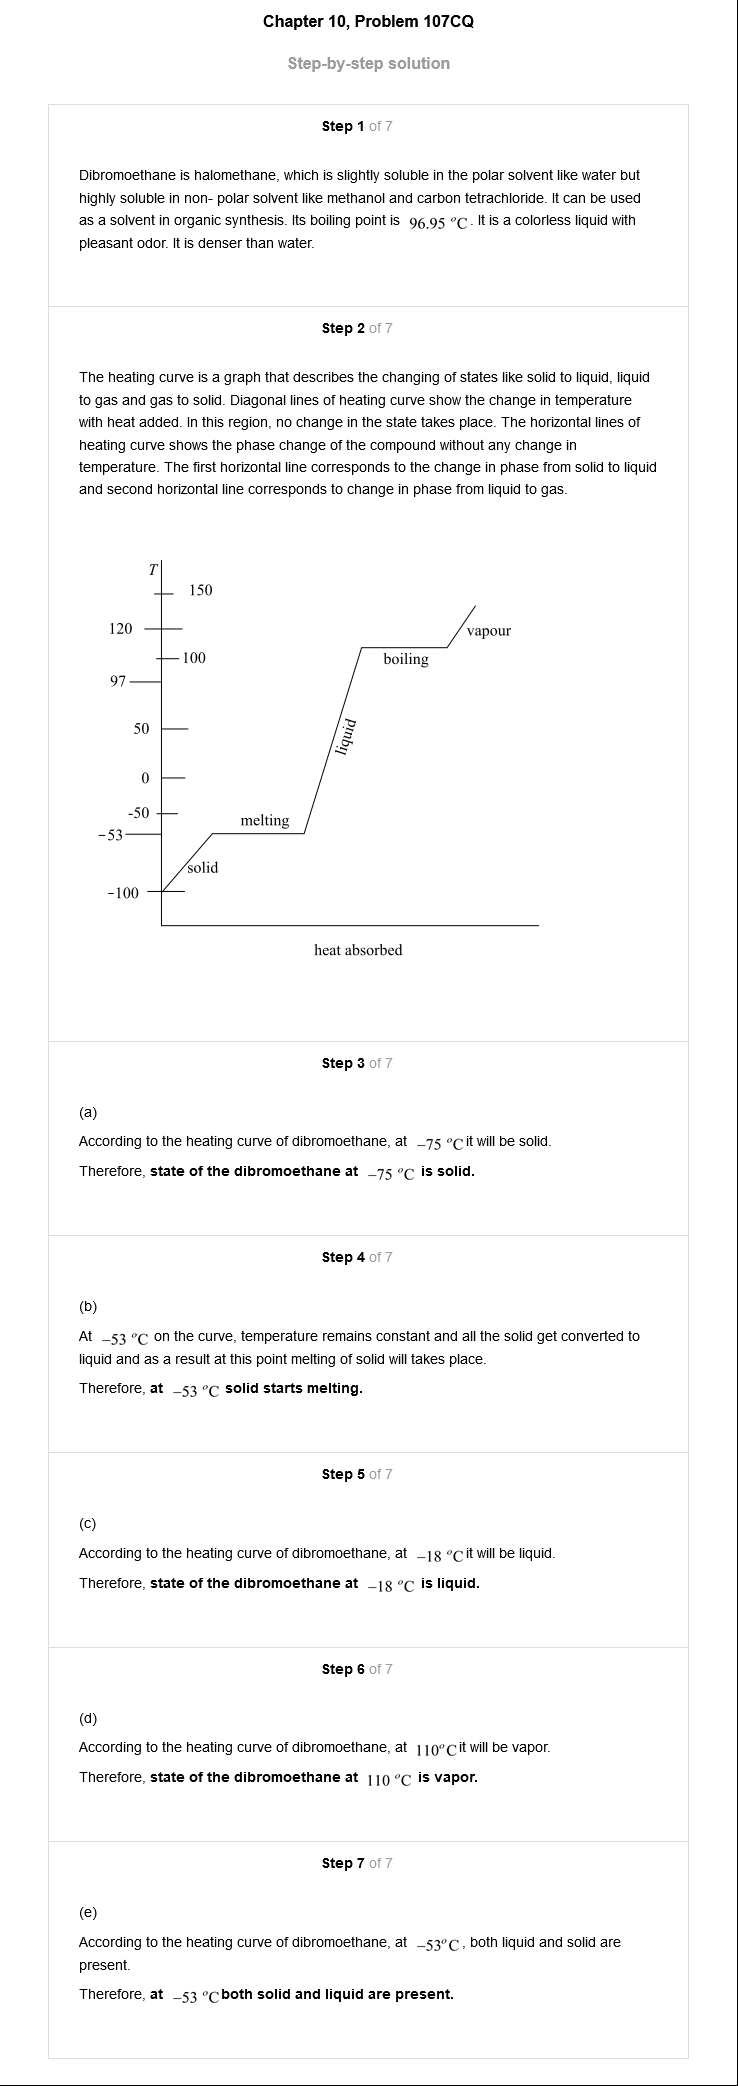 Chapter 10, Problem 107CQ
Step-by-step solution
Step 1 of 7
Dibromoethane is halomethane, which is slightly soluble in the polar solvent like water but
highly soluble in non- polar solvent like methanol and carbon tetrachloride. It can be used
as a solvent in organic synthesis. Its boiling point is 96.95 °C. It is a colorless liquid with
pleasant odor. It is denser than water.
Step 2 of 7
The heating curve is a graph that describes the changing of states like solid to liquid, liquid
to gas and gas to solid. Diagonal lines of heating curve show the change in temperature
with heat added. In this region, no change in the state takes place. The horizontal lines of
heating curve shows the phase change of the compound without any change in
temperature. The first horizontal line corresponds to the change in phase from solid to liquid
and second horizontal line corresponds to change in phase from liquid to gas.
T
150
120
vapour
100
boiling
97
50
liquid
0
-50
melting
-53
solid
-100
heat absorbed
Step 3 of 7
(a)
According to the heating curve of dibromoethane, at –75 °C it will be solid.
Therefore, state of the dibromoethane at –75 °C is solid.
Step 4 of 7
(b)
At –53 °C on the curve, temperature remains constant and all the solid get converted to
liquid and as a result at this point melting of solid will takes place.
Therefore, at –53 °C solid starts melting.
Step 5 of 7
(c)
According to the heating curve of dibromoethane, at –18 °C it will be liquid.
Therefore, state of the dibromoethane at –18 °C is liquid.
Step 6 of 7
(d)
According to the heating curve of dibromoethane, at 110°C it will be vapor.
Therefore, state of the dibromoethane at 110 °C is vapor.
Step 7 of 7
(e)
According to the heating curve of dibromoethane, at –53°C, both liquid and solid are
present.
Therefore, at –53 °C both solid and liquid are present.